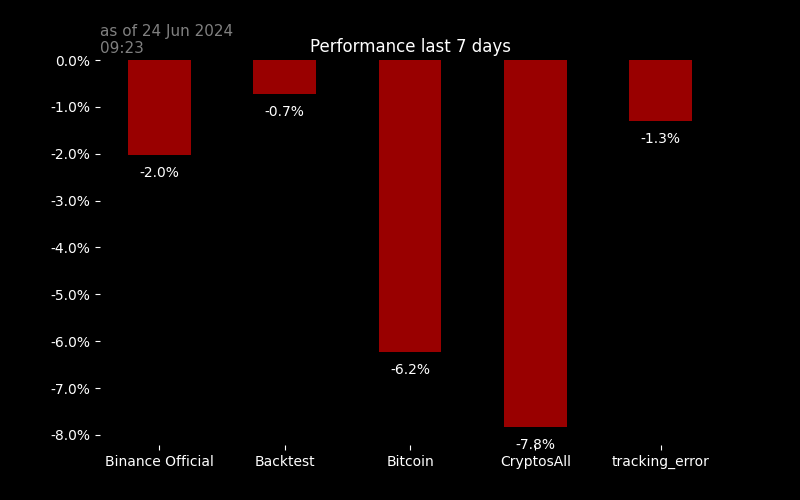 as of 24 Jun 2024
09:23
Performance last 7 days
0.0%
-1.0%
-2.0%
-3.0%
-4.0%
-5.0%
-6.0%
-7.0%
-8.0%
-2.0%
-0.7%
-6.2%
-7.8%
-1.3%
Binance Official
Backtest
Bitcoin
CryptosAll
tracking_error